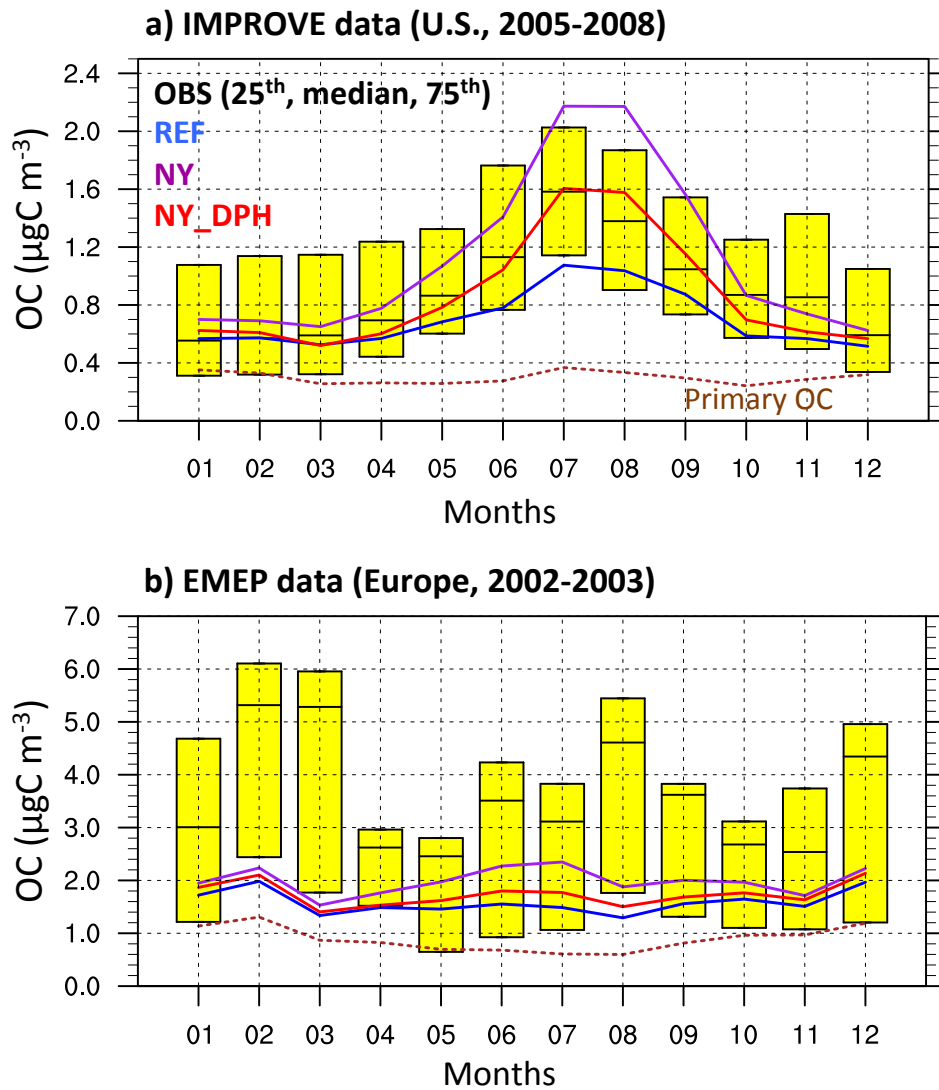 a) IMPROVE data (U.S., 2005-2008)
OBS (25th, median, 75th)
REF
NY
NY_DPH
Primary OC
OC (µgC m-3)
2.4
2.0
1.6
1.2
0.8
0.4
0.0
01 02 03 04 05 06 07 08 09 10 11 12
Months
b) EMEP data (Europe, 2002-2003)
OC (µgC m-3)
7.0
6.0
5.0
4.0
3.0
2.0
1.0
0.0
01 02 03 04 05 06 07 08 09 10 11 12
Months